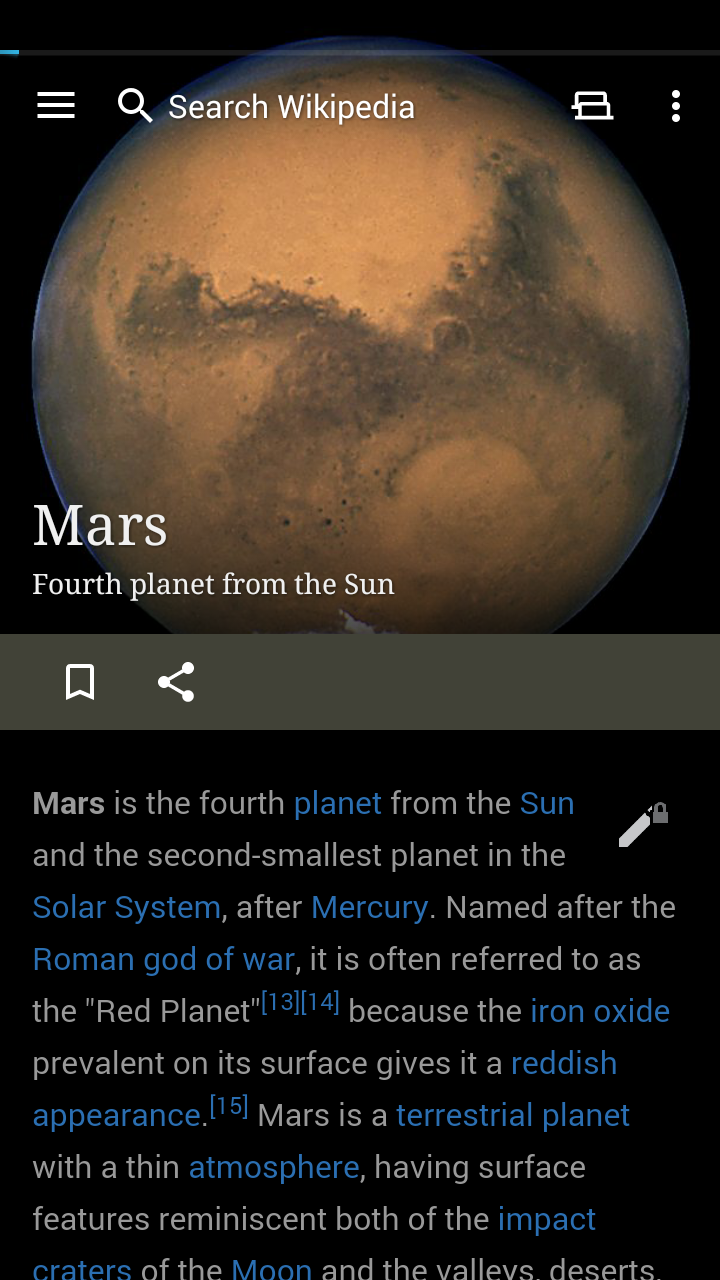 Search Wikipedia
Mars
Fourth planet from the Sun
Mars is the fourth planet from the Sun
and the second-smallest planet in the
Solar System, after Mercury. Named after the
Roman god of war, it is often referred to as
the "Red Planet"[13][14] because the iron oxide
prevalent on its surface gives it a reddish
appearance.[15] Mars is a terrestrial planet
with a thin atmosphere, having surface
features reminiscent both of the impact
craters of the Moon and the valleys, deserts,